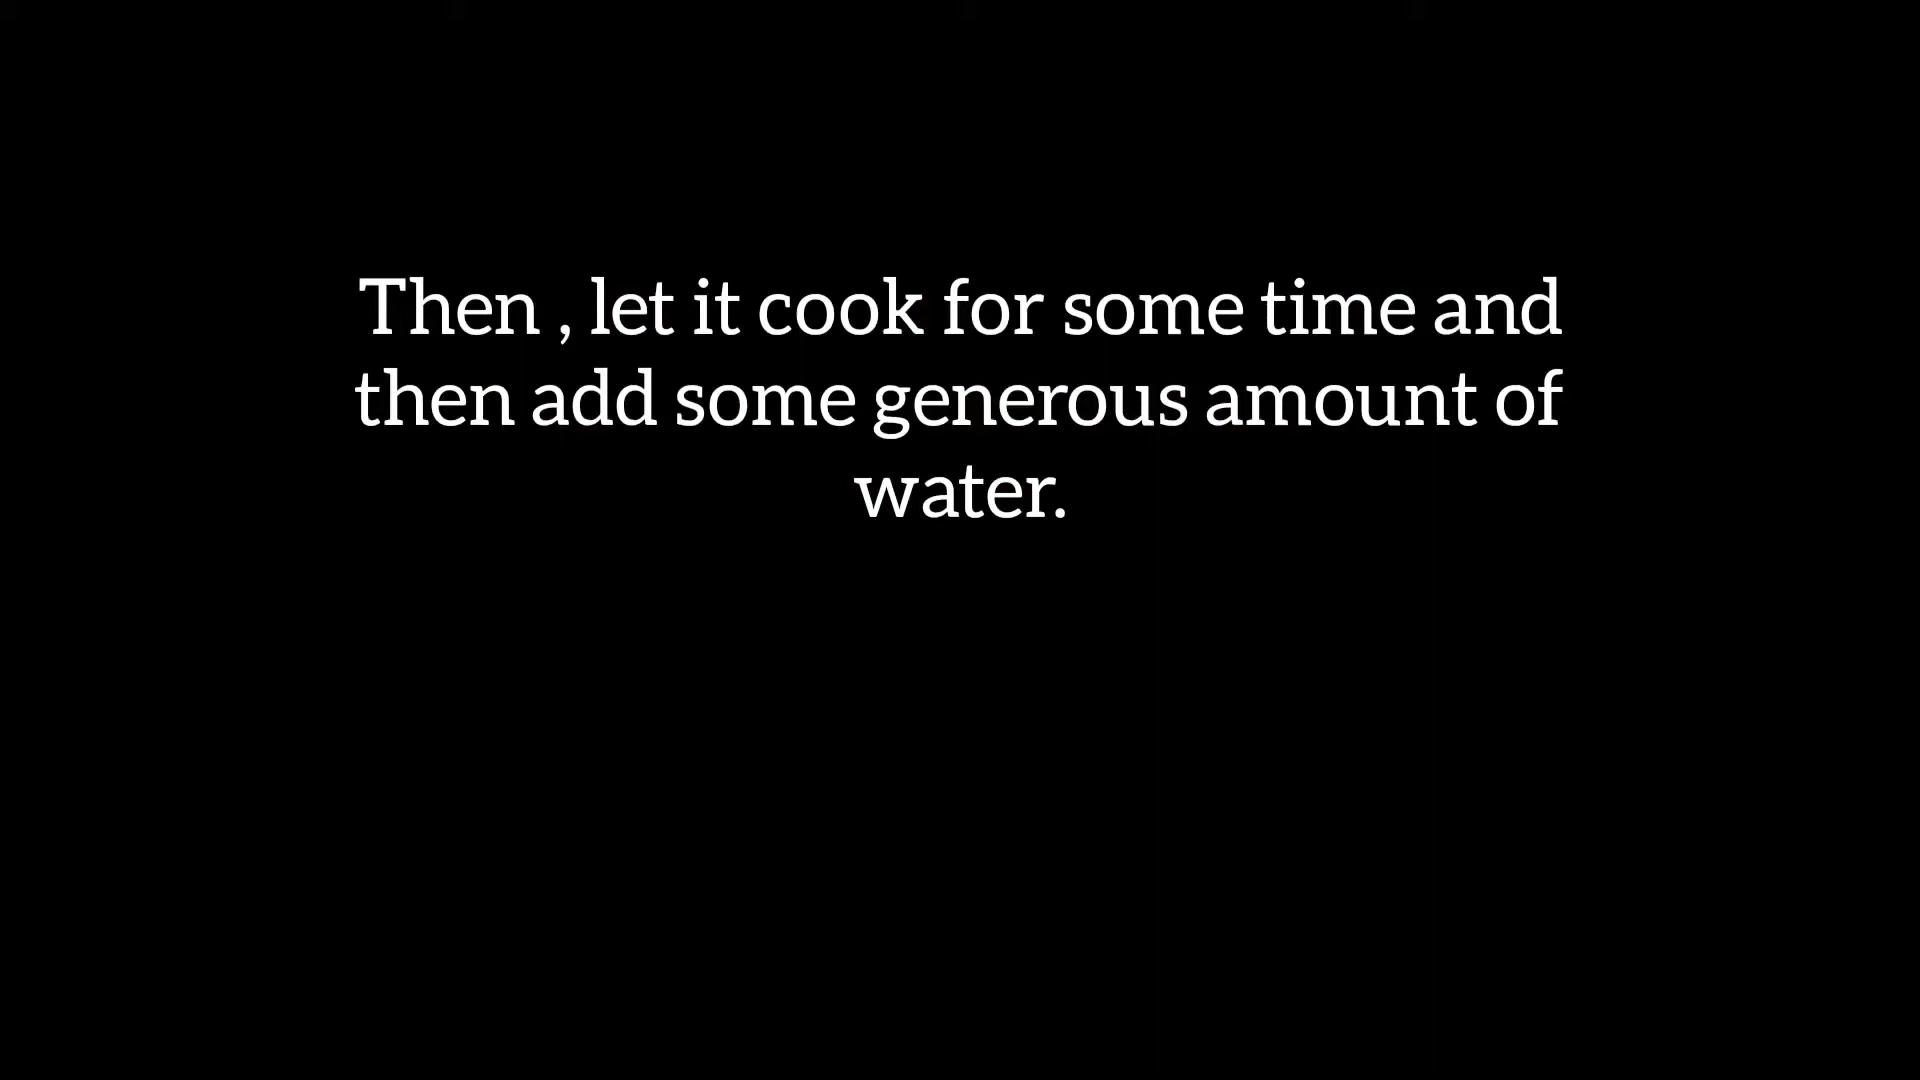 Then , let it cook for some time and
then add some generous amount of
water.